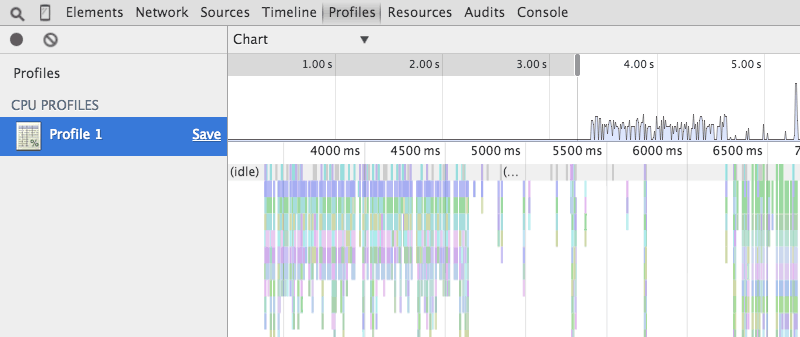 Elements Network Sources Timeline Profiles Resources Audits Console
Chart ▼
Profiles
CPU PROFILES
Profile 1 Save
1.00 s 2.00 s 3.00 s 4.00 s 5.00 s
4000 ms 4500 ms 5000 ms 5500 ms 6000 ms 6500 ms 7
(idle) (...
%